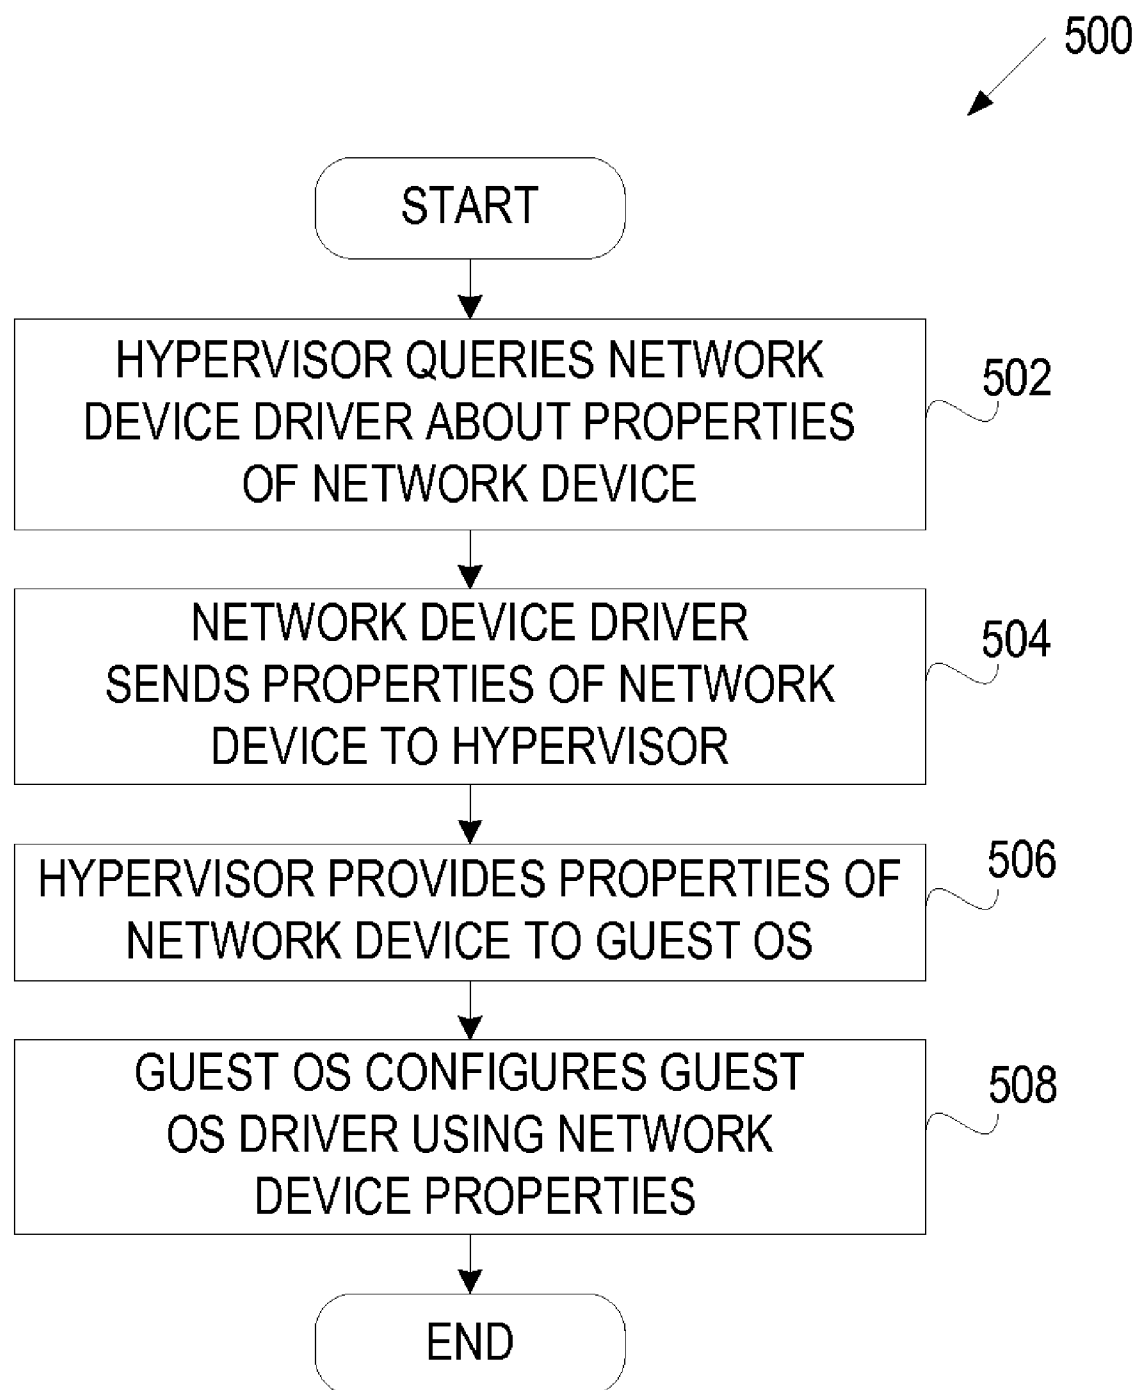 500
START
HYPERVISOR QUERIES NETWORK
DEVICE DRIVER ABOUT PROPERTIES
OF NETWORK DEVICE
502
NETWORK DEVICE DRIVER
SENDS PROPERTIES OF NETWORK
DEVICE TO HYPERVISOR
504
HYPERVISOR PROVIDES PROPERTIES OF
NETWORK DEVICE TO GUEST OS
506
GUEST OS CONFIGURES GUEST
OS DRIVER USING NETWORK
DEVICE PROPERTIES
508
END